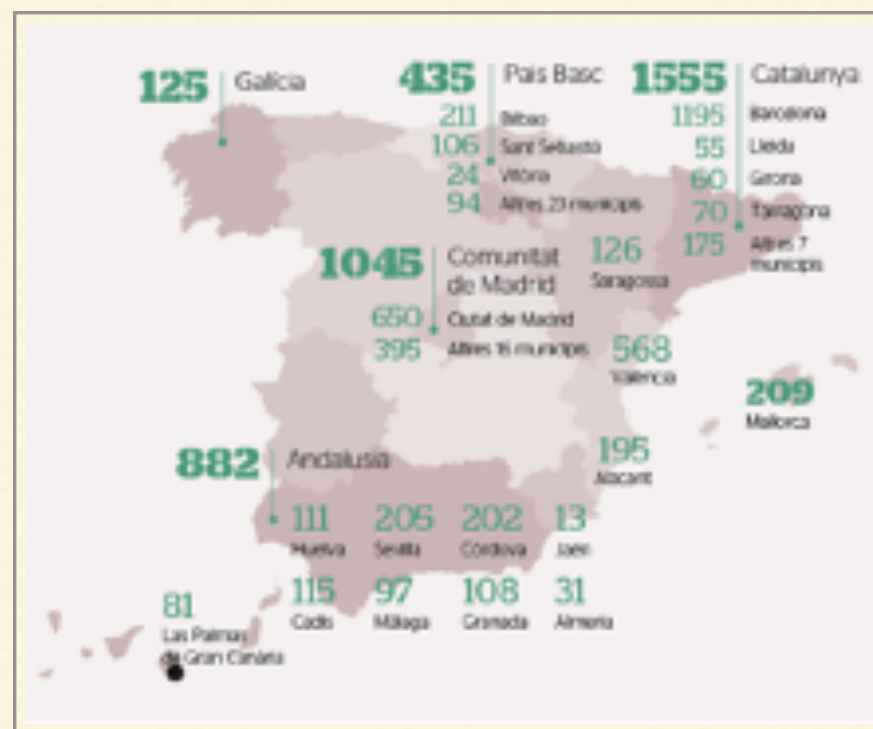 125 Galícia
435 País Basc
211 Bilbao
106 Sant Sebastià
24 Vitòria
94 Altres 23 municipis
1555 Catalunya
1195 Barcelona
55 Lleida
60 Girona
70 Tarragona
175 Altres 7
municipis
1045 Comunitat
de Madrid
650 Ciutat de Madrid
395 Altres 16 municipis
126
Saragossa
568
València
209
Mallorca
195
Alacant
882 Andalusia
111 205 202 13
Huelva Sevilla Còrdova Jaén
115 97 108 31
Cadis Màlaga Granada Almeria
81
Las Palmas
de Gran Canària